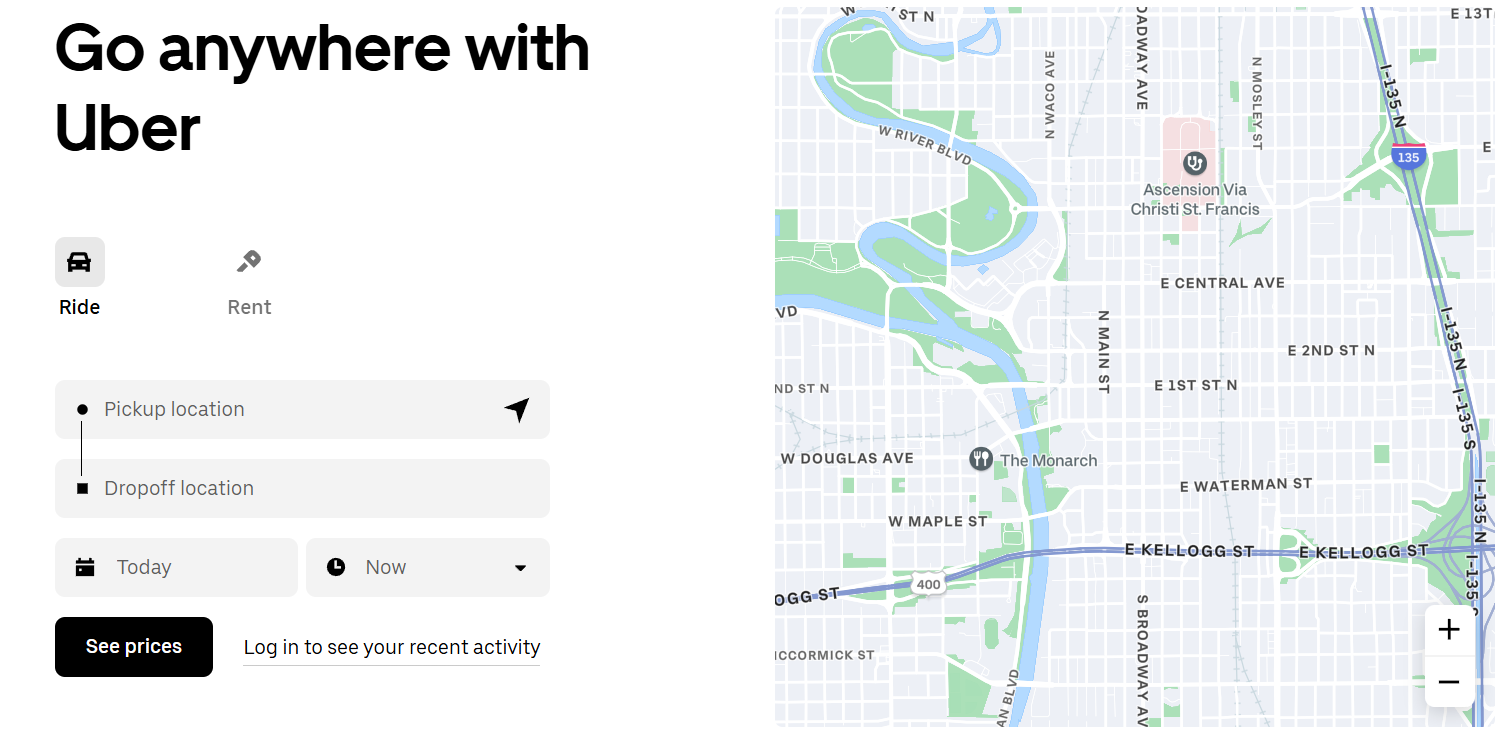 Go anywhere with
Uber
Ride
Rent
Pickup location
Dropoff location
Today
Now
See prices
Log in to see your recent activity
ST N
E 13T
OADWAY AVE
N WACO AVE
N MOSLEY ST
I-135 N
135
W RIVER BLVD
E
Ascension Via
Christi St. Francis
E CENTRAL AVE
VD
N MAIN ST
I-135 N
E 2ND ST N
ND ST N
E 1ST ST N
I-135 S
W DOUGLAS AVE
The Monarch
E WATERMAN ST
I-135 N
W MAPLE ST
E KELLOGG ST
E KELLOGG ST
400
OGG ST
I-135
S BROADWAY AV
CCORMICK ST
AN BLVD